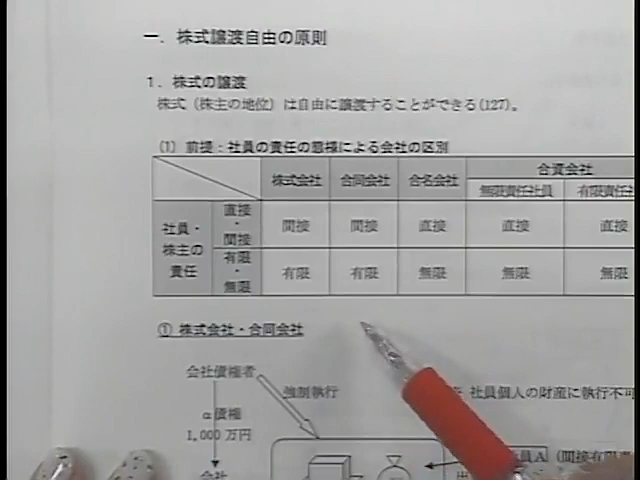 一．株式譲渡自由の原則
1．株式の譲渡
株式（株主の地位）は自由に譲渡することができる(127)。
(1) 前提：社員の責任の態様による会社の区別
株式会社 合同会社 合名会社 合資会社
無限責任社員 有限責任社
社員・株主の責任
直接・間接 間接 間接 直接 直接 直接
有限・無限 有限 有限 無限 無限 無限
① 株式会社・合同会社
会社債権者
強制執行
※ 社員個人の財産に執行不可
α債権
1,000万円
会社
員A（間接有限責
出